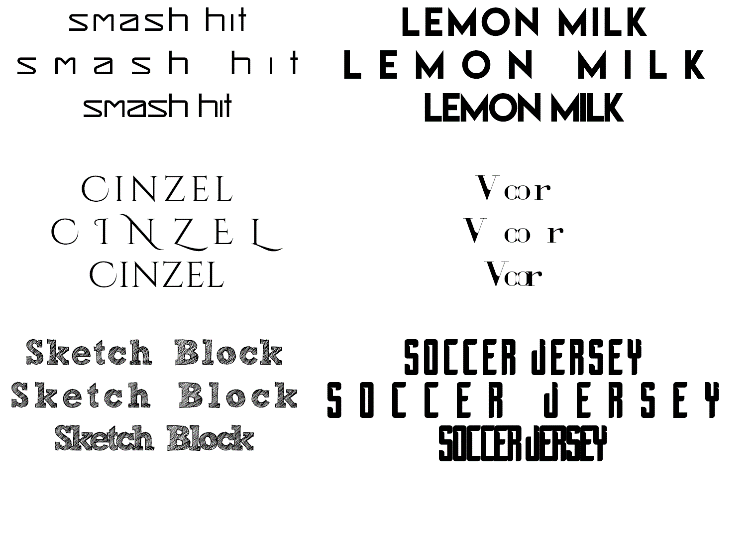 smash hit
smash hit
smash hit
CINZEL
CINZEL
CINZEL
Sketch Block
Sketch Block
Sketch Block
LEMON MILK
LEMON MILK
LEMON MILK
SOCCER JERSEY
SOCCER JERSEY
SOCCER JERSEY